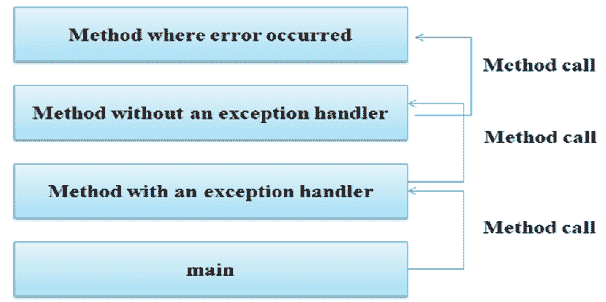 Method where error occurred
Method call
Method without an exception handler
Method call
Method with an exception handler
Method call
main